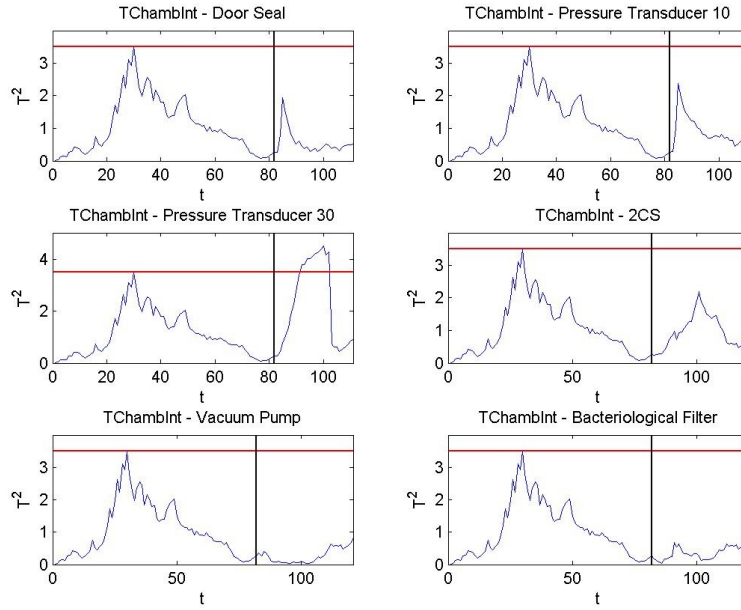 TChambInt - Door Seal
T²
3
2
1
0
0 20 40 60 80 100
t
TChambInt - Pressure Transducer 10
T²
3
2
1
0
0 20 40 60 80 100
t
TChambInt - Pressure Transducer 30
T²
4
2
0
0 20 40 60 80 100
t
TChambInt - 2CS
T²
3
2
1
0
0 50 100
t
TChambInt - Vacuum Pump
T²
3
2
1
0
0 50 100
t
TChambInt - Bacteriological Filter
T²
3
2
1
0
0 50 100
t